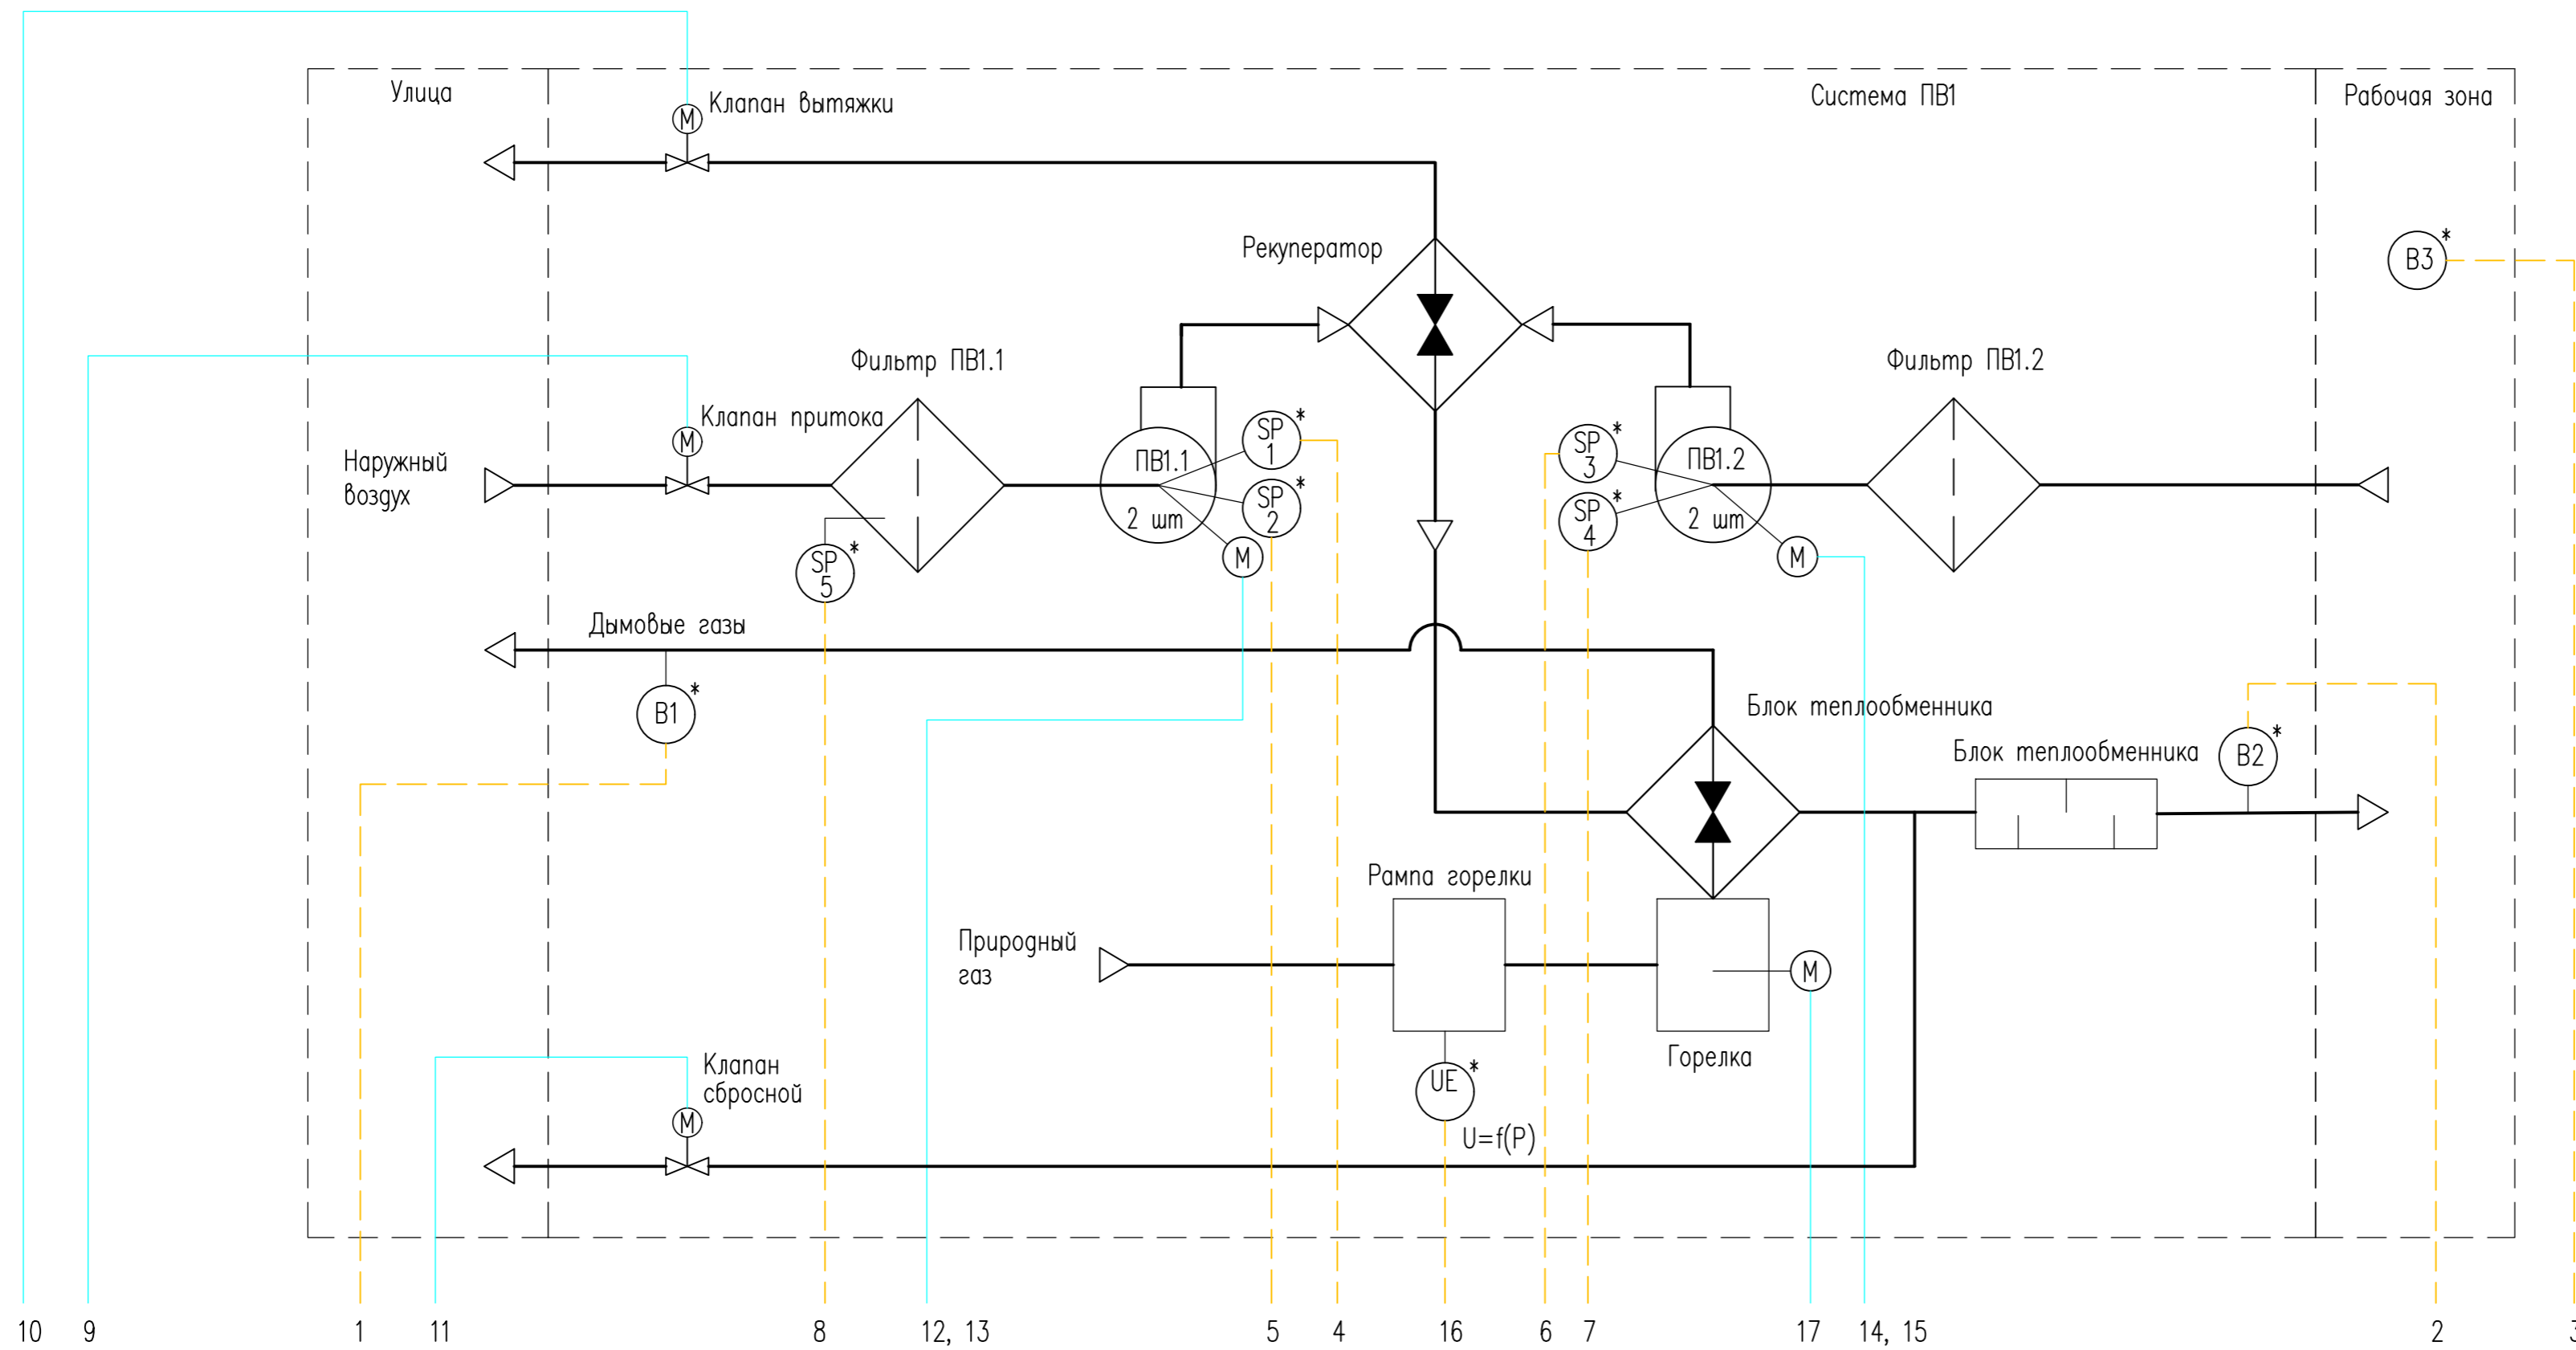 Улица
Клапан вытяжки
Система ПВ1
Рабочая зона
M
Рекуператор
B3
*
Фильтр ПВ1.1
Фильтр ПВ1.2
Клапан притока
M
Наружный
воздух
ПВ1.1
2 шт
SP
1
*
SP
2
*
M
SP
3
*
SP
4
*
ПВ1.2
2 шт
M
SP
5
*
Дымовые газы
B1
*
Блок теплообменника
Блок теплообменника
B2
*
Рампа горелки
Природный
газ
M
Горелка
UE
*
U=f(P)
Клапан
сбросной
M
10 9 1 11 8 12, 13 5 4 16 6 7 17 14, 15 2 3